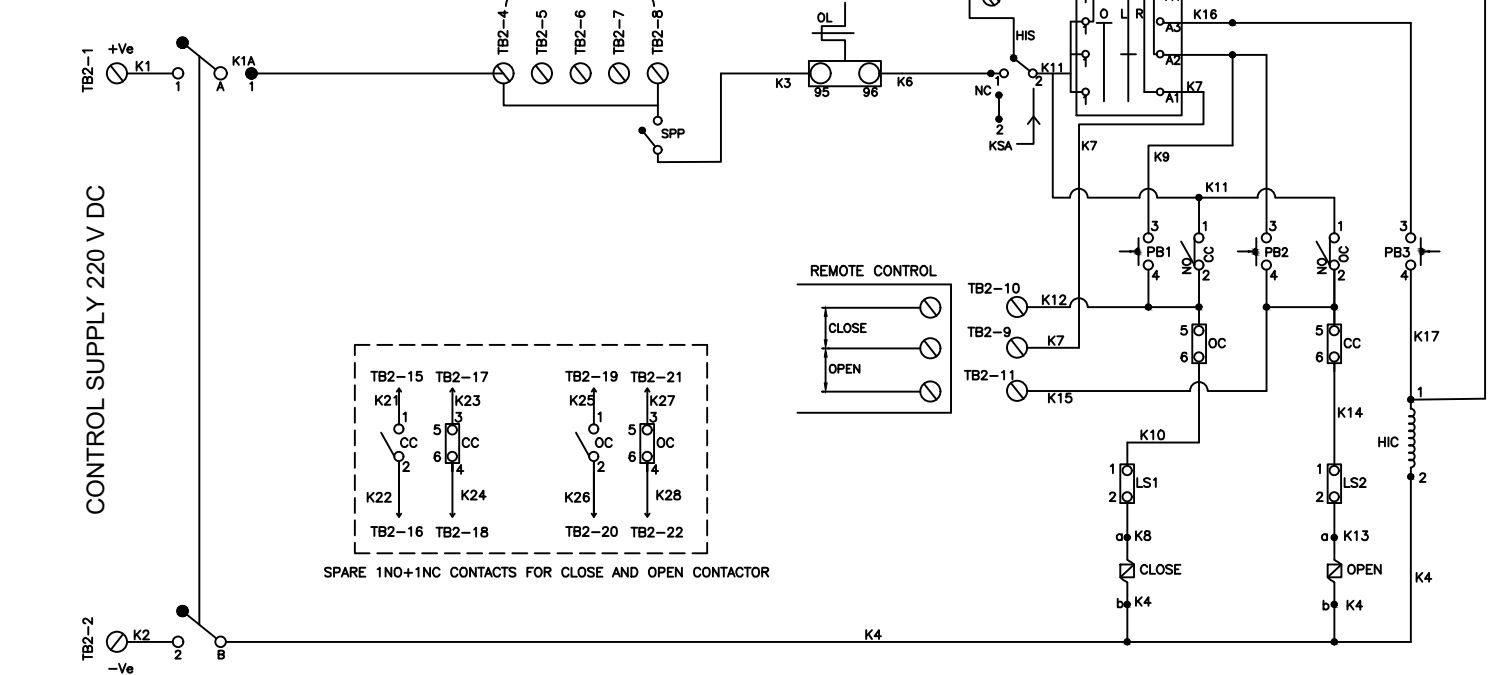 TB2-4
TB2-5
TB2-6
TB2-7
TB2-8
OL
HIS
O
L
R
K16
A3
A2
K7
A1
+Ve
TB2-1
K1
K1A
1
A
1
K3
95
96
K6
1
NC
2
2
K11
1
1
1
KSA
SPP
K7
K9
K11
CONTROL SUPPLY 220 V DC
3
PB1
4
1
NO
CC
2
3
PB2
4
1
NO
OC
2
3
PB3
4
REMOTE CONTROL
CLOSE
OPEN
TB2-10
K12
TB2-9
K7
TB2-11
K15
5
6
OC
5
6
CC
K17
1
HIC
2
K14
K10
TB2-15
TB2-17
TB2-19
TB2-21
K21
K23
K25
K27
1
CC
2
3
5
6
CC
4
1
OC
2
3
5
6
OC
4
K22
K24
K26
K28
TB2-16
TB2-18
TB2-20
TB2-22
SPARE 1NO+1NC CONTACTS FOR CLOSE AND OPEN CONTACTOR
1
2
LS1
1
2
LS2
a
K8
a
K13
CLOSE
OPEN
K4
b
K4
b
K4
TB2-2
K2
2
B
K4
-Ve